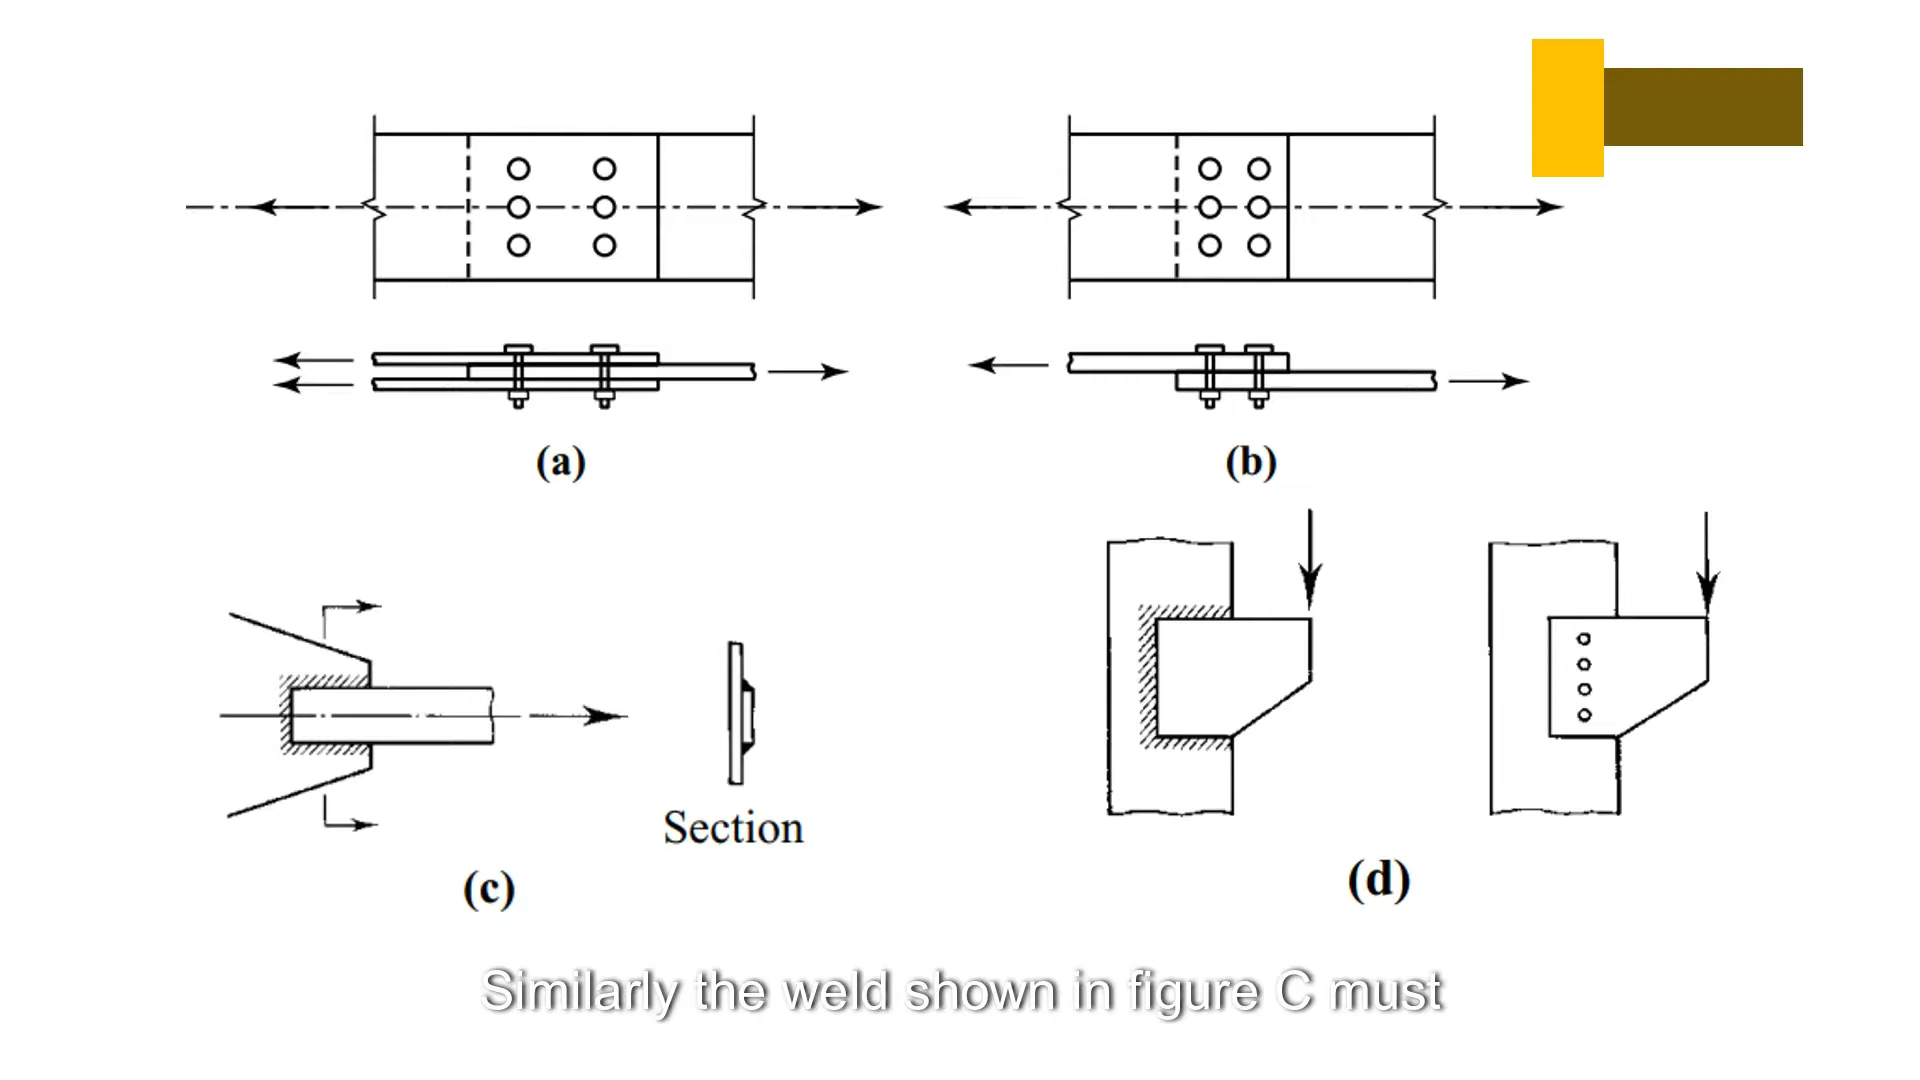 (a)
(b)
Section
(c)
(d)
Similarly the weld shown in figure C must